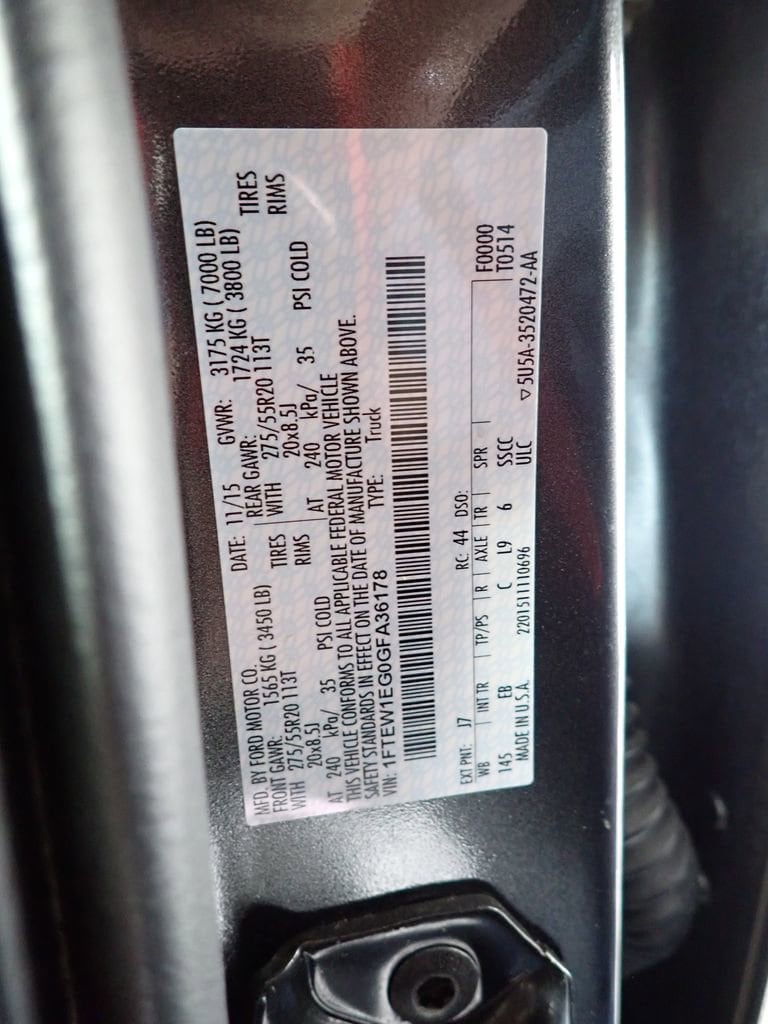 MFD. BY FORD MOTOR CO. DATE: 11/15 GVWR: 3175 KG ( 7000 LB)
FRONT GAWR: 1565 KG ( 3450 LB) REAR GAWR: 1724 KG ( 3800 LB)
WITH 275/55R20 113T TIRES WITH 275/55R20 113T TIRES
20x8.5J RIMS 20x8.5J RIMS
AT 240 kPa/ 35 PSI COLD AT 240 kPa/ 35 PSI COLD
THIS VEHICLE CONFORMS TO ALL APPLICABLE FEDERAL MOTOR VEHICLE
SAFETY STANDARDS IN EFFECT ON THE DATE OF MANUFACTURE SHOWN ABOVE.
VIN: 1FTEW1EG0GFA36178 TYPE: Truck
EXT PNT: J7 RC: 44 DSO: F0000
WB INT TR TP/PS R AXLE TR SPR T0514
145 EB C L9 6 SSCC
MADE IN U.S.A. 2201511110696 ULC ▽5U5A-3520472-AA